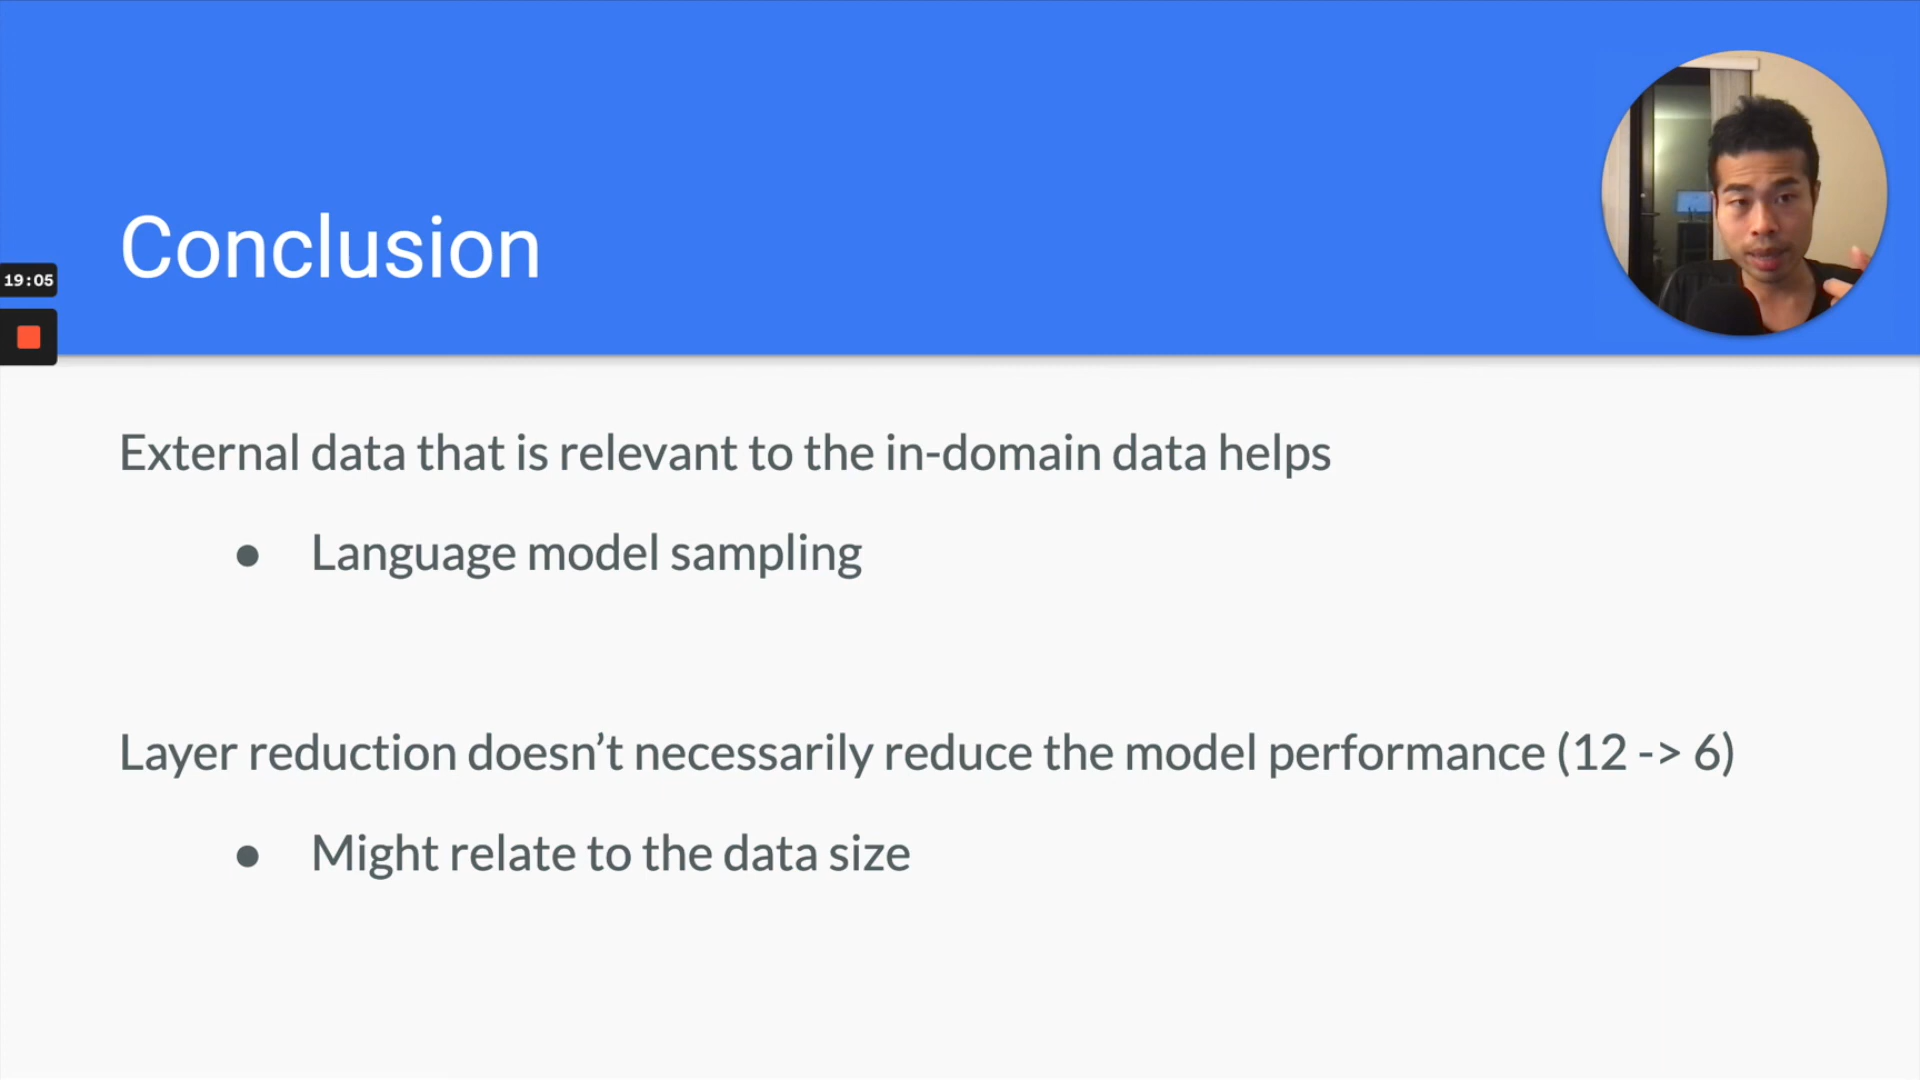 Conclusion
19:05
External data that is relevant to the in-domain data helps
● Language model sampling
Layer reduction doesn’t necessarily reduce the model performance (12 -> 6)
● Might relate to the data size